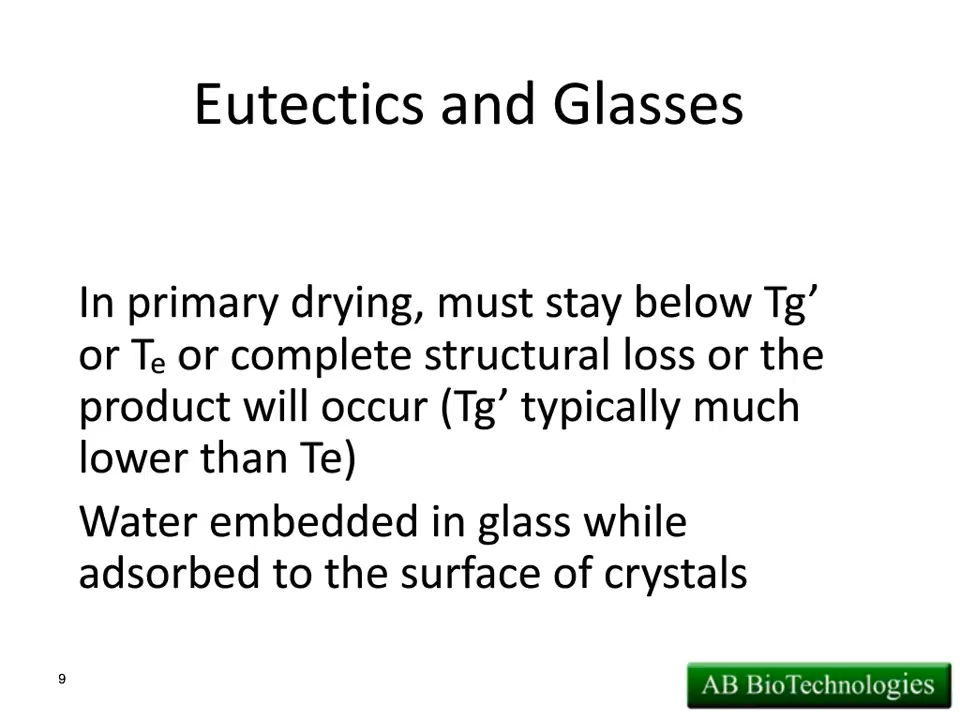 Eutectics and Glasses
In primary drying, must stay below Tg’
or Te or complete structural loss or the
product will occur (Tg’ typically much
lower than Te)
Water embedded in glass while
adsorbed to the surface of crystals
9
AB BioTechnologies